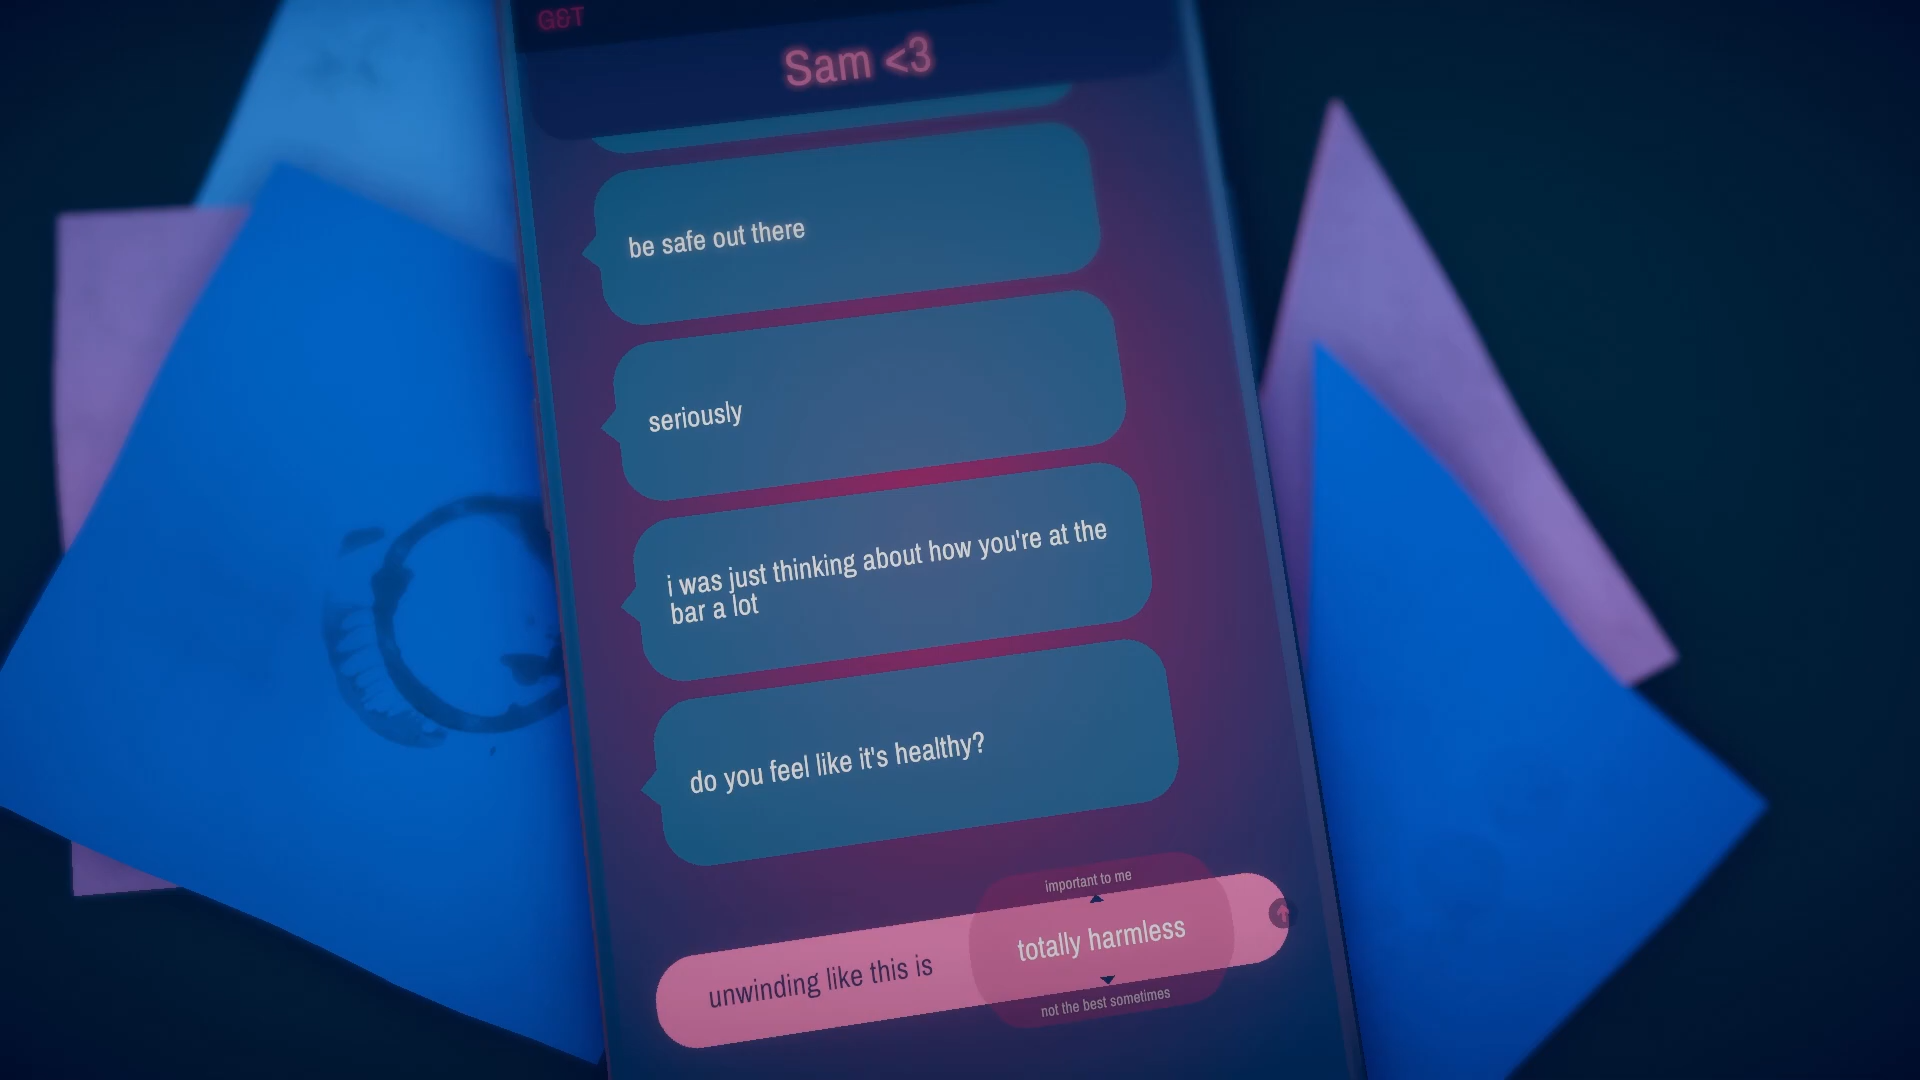 G&T
Sam <3
be safe out there
seriously
i was just thinking about how you're at the
bar a lot
do you feel like it's healthy?
important to me
unwinding like this is totally harmless
not the best sometimes